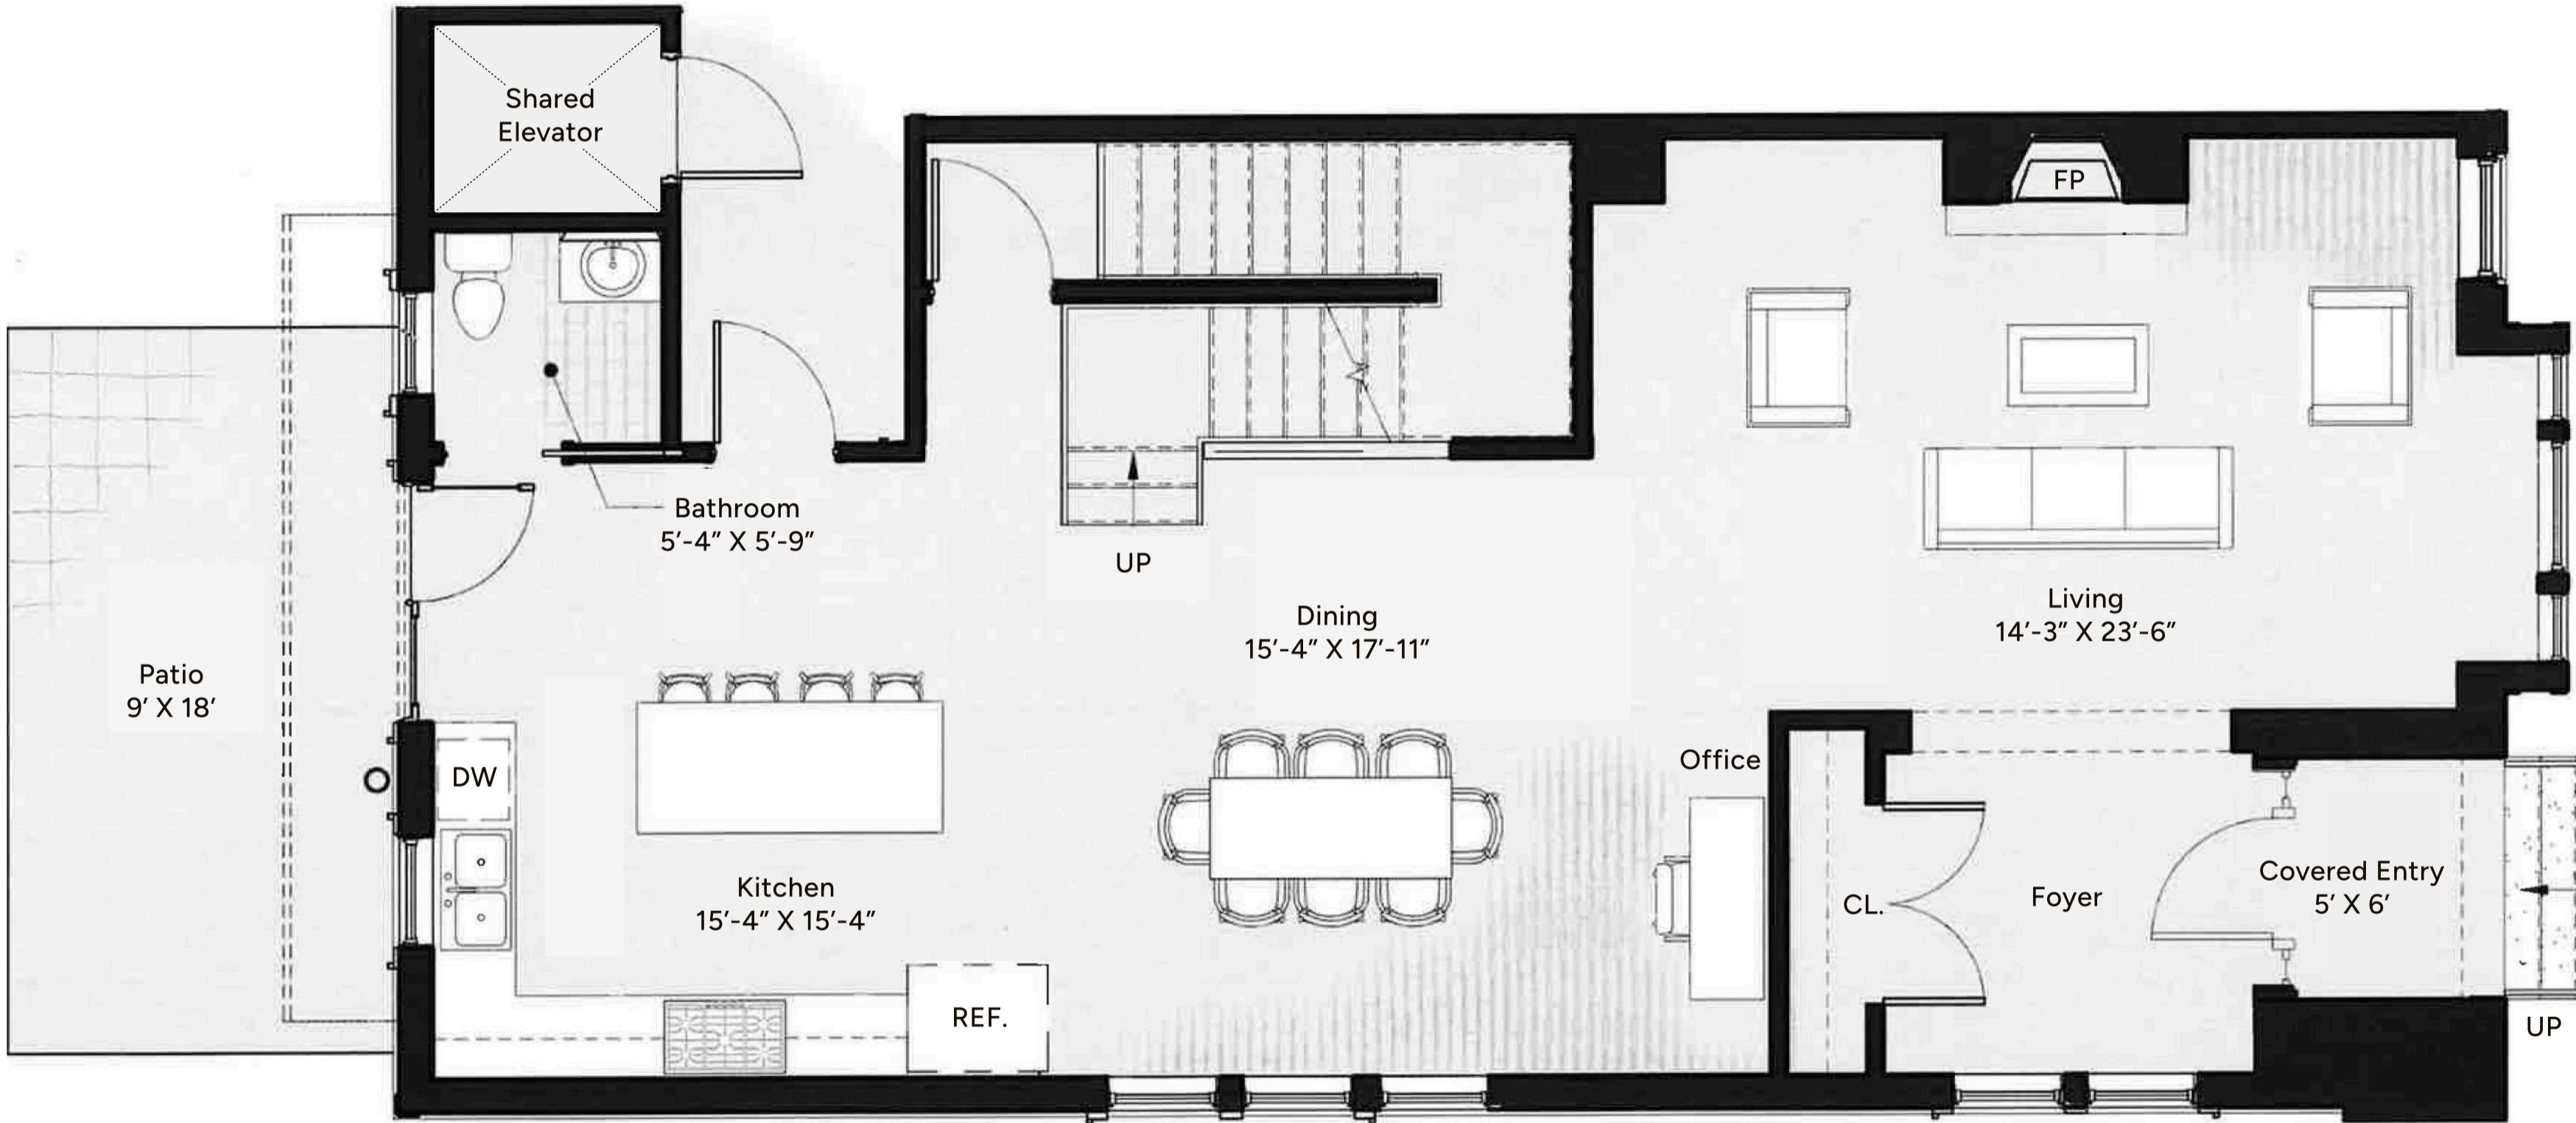 Shared
Elevator
FP
Bathroom
5’-4” X 5’-9”
UP
Dining
15’-4” X 17’-11”
Living
14’-3” X 23’-6”
Patio
9’ X 18’
DW
Office
Kitchen
15’-4” X 15’-4”
CL.
Foyer
Covered Entry
5’ X 6’
REF.
UP